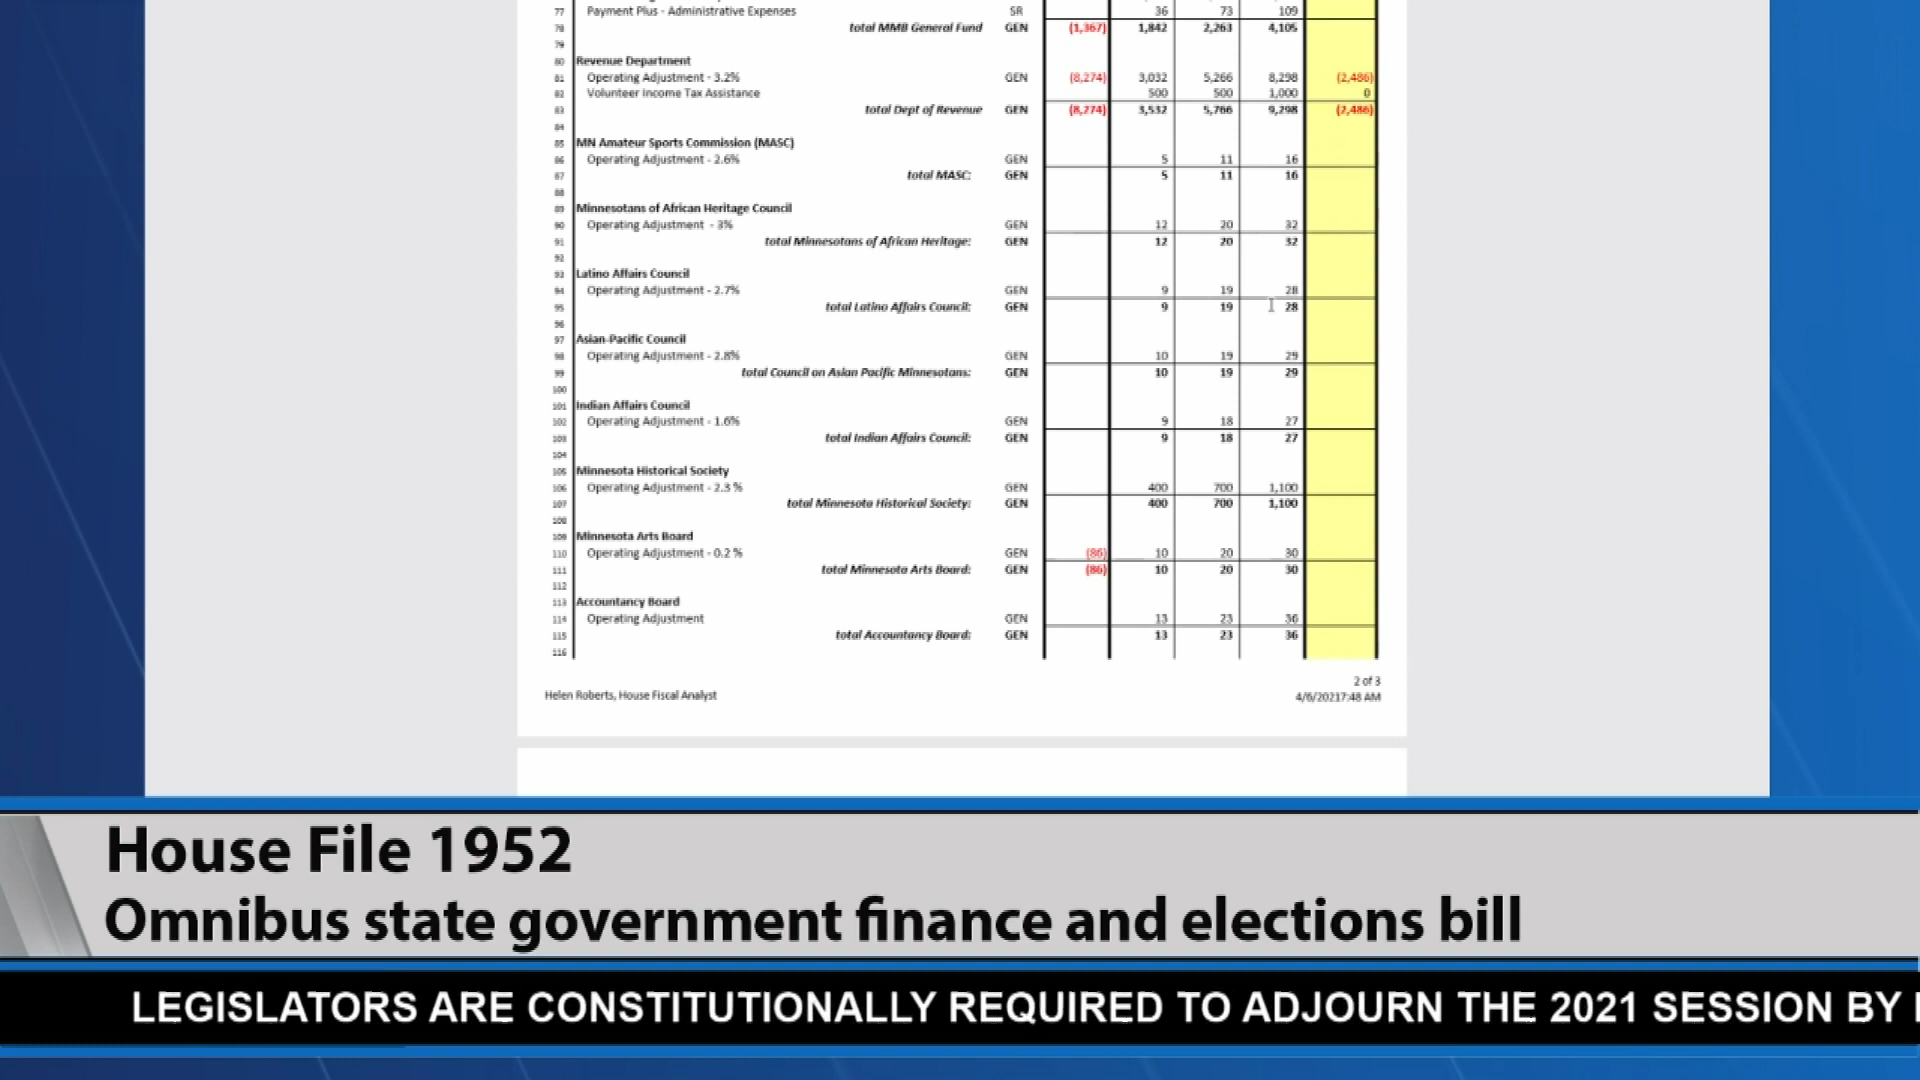 77 Payment Plus - Administrative Expenses SR 36 73 109
78 total MMB General Fund GEN (1,367) 1,842 2,263 4,105
79
80 Revenue Department
81 Operating Adjustment - 3.2% GEN (8,274) 3,032 5,266 8,298 (2,486)
82 Volunteer Income Tax Assistance 500 500 1,000 0
83 total Dept of Revenue GEN (8,274) 3,532 5,766 9,298 (2,486)
84
85 MN Amateur Sports Commission (MASC)
86 Operating Adjustment - 2.6% GEN 5 11 16
87 total MASC: GEN 5 11 16
88
89 Minnesotans of African Heritage Council
90 Operating Adjustment - 3% GEN 12 20 32
91 total Minnesotans of African Heritage: GEN 12 20 32
92
93 Latino Affairs Council
94 Operating Adjustment - 2.7% GEN 9 19 28
95 total Latino Affairs Council: GEN 9 19 28
96
97 Asian-Pacific Council
98 Operating Adjustment - 2.8% GEN 10 19 29
99 total Council on Asian Pacific Minnesotans: GEN 10 19 29
100
101 Indian Affairs Council
102 Operating Adjustment - 1.6% GEN 9 18 27
103 total Indian Affairs Council: GEN 9 18 27
104
105 Minnesota Historical Society
106 Operating Adjustment - 2.3 % GEN 400 700 1,100
107 total Minnesota Historical Society: GEN 400 700 1,100
108
109 Minnesota Arts Board
110 Operating Adjustment - 0.2 % GEN (86) 10 20 30
111 total Minnesota Arts Board: GEN (86) 10 20 30
112
113 Accountancy Board
114 Operating Adjustment GEN 13 23 36
115 total Accountancy Board: GEN 13 23 36
116
2 of 3
Helen Roberts, House Fiscal Analyst 4/6/20217:48 AM
House File 1952
Omnibus state government finance and elections bill
LEGISLATORS ARE CONSTITUTIONALLY REQUIRED TO ADJOURN THE 2021 SESSION BY